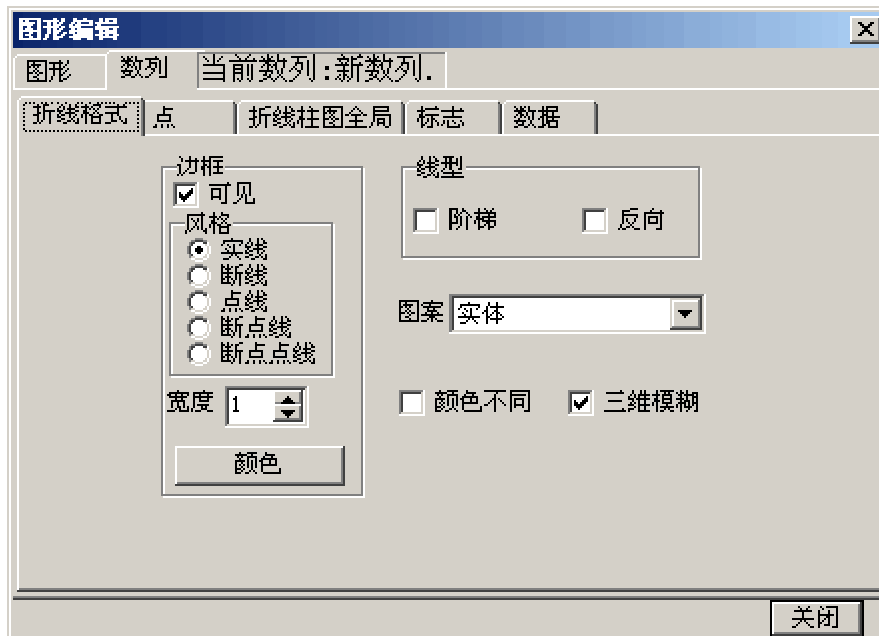 图形编辑
图形 数列 当前数列:新数列.
折线格式 点 折线柱图全局 标志 数据
边框
可见
风格
实线
断线
点线
断点线
断点点线
宽度 1
颜色
线型
阶梯 反向
图案 实体
颜色不同 三维模糊
关闭